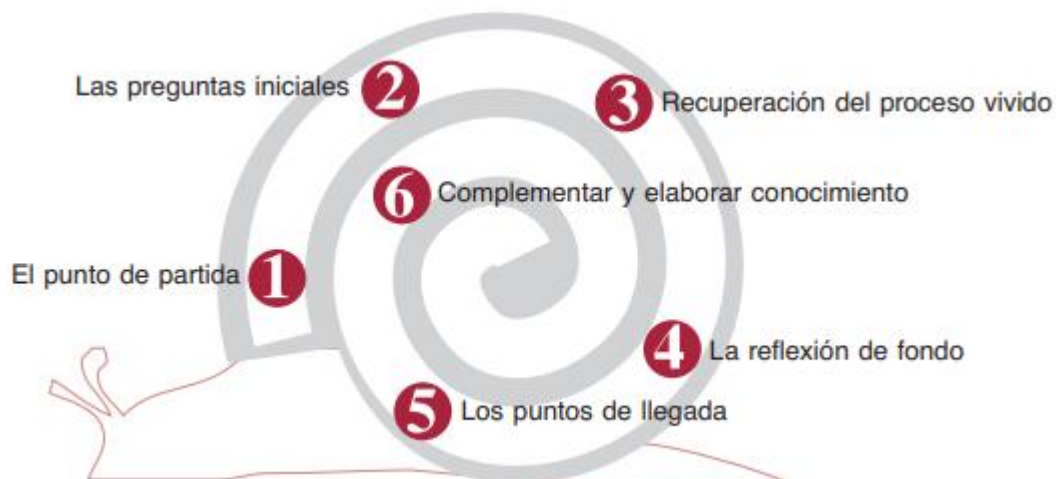 Las preguntas iniciales 2
3 Recuperación del proceso vivido
6 Complementar y elaborar conocimiento
El punto de partida 1
4 La reflexión de fondo
5 Los puntos de llegada